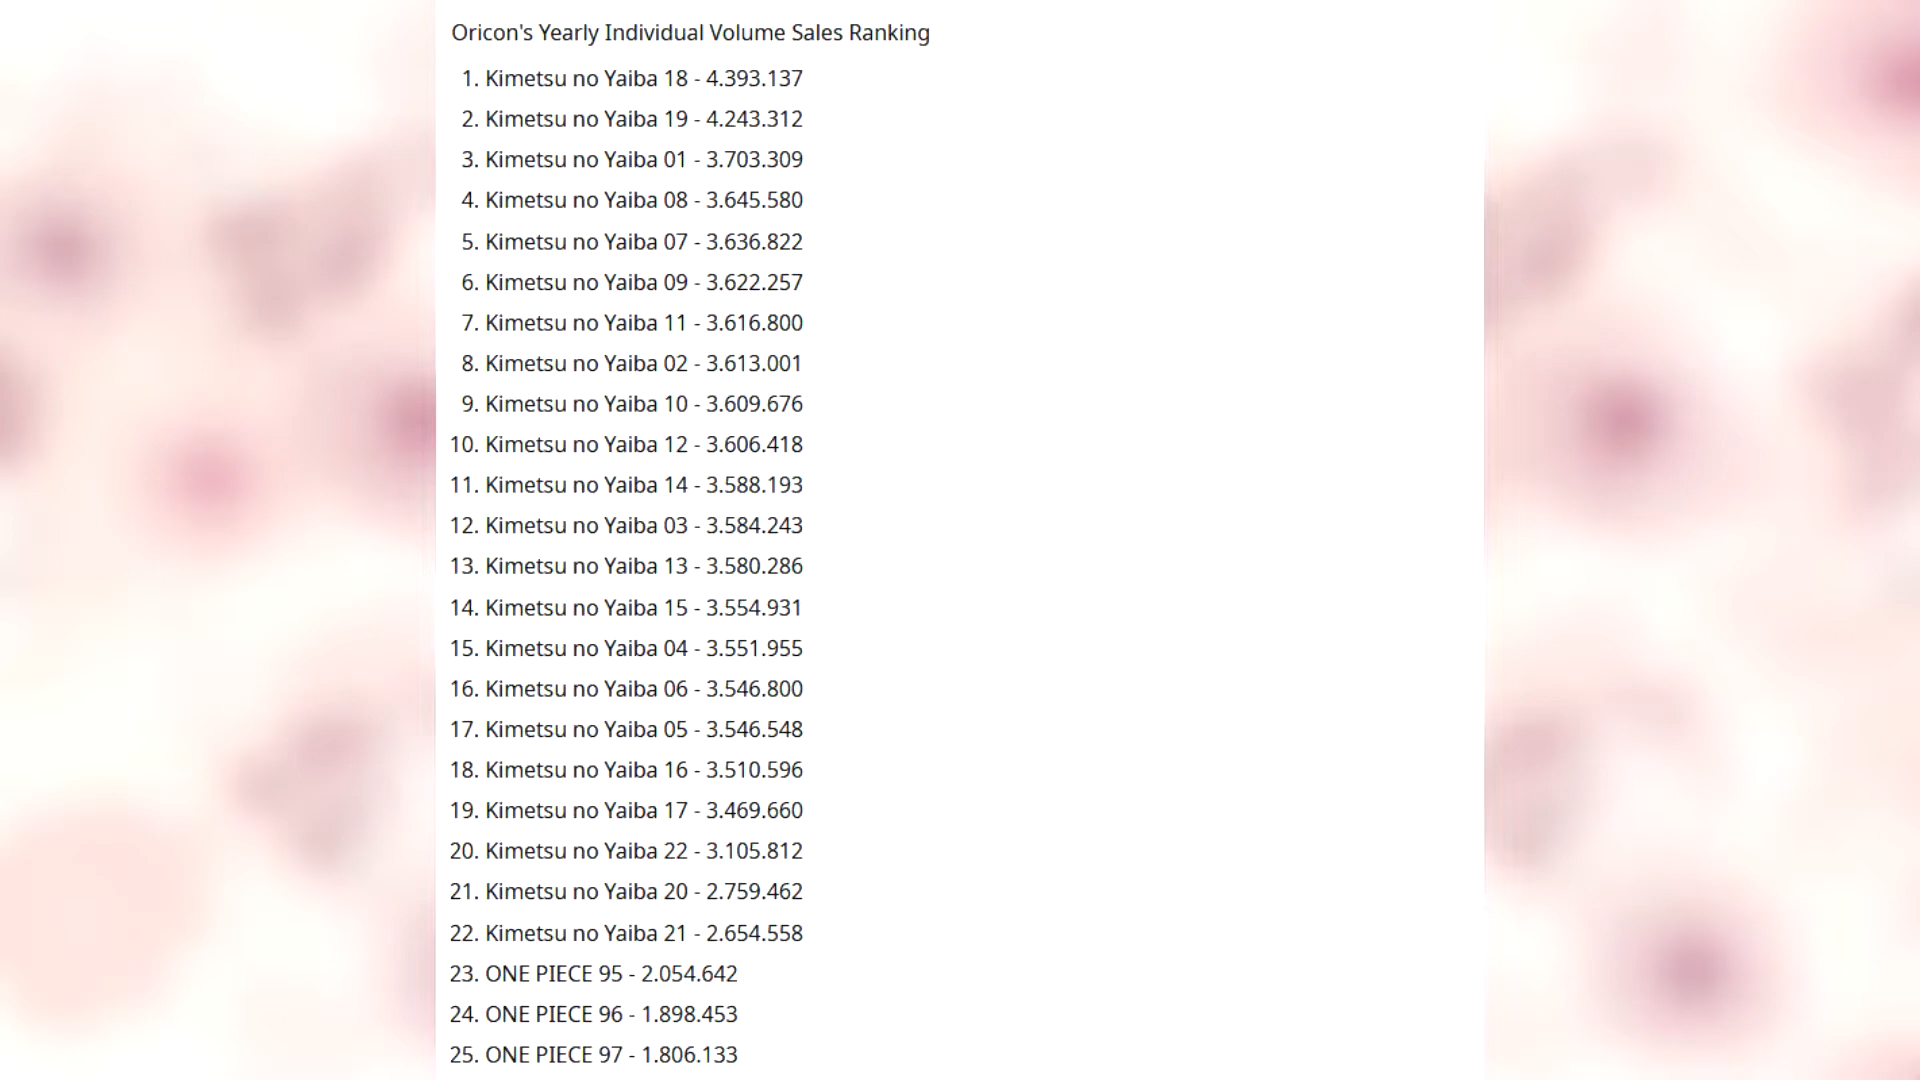 Oricon's Yearly Individual Volume Sales Ranking
1. Kimetsu no Yaiba 18 - 4.393.137
2. Kimetsu no Yaiba 19 - 4.243.312
3. Kimetsu no Yaiba 01 - 3.703.309
4. Kimetsu no Yaiba 08 - 3.645.580
5. Kimetsu no Yaiba 07 - 3.636.822
6. Kimetsu no Yaiba 09 - 3.622.257
7. Kimetsu no Yaiba 11 - 3.616.800
8. Kimetsu no Yaiba 02 - 3.613.001
9. Kimetsu no Yaiba 10 - 3.609.676
10. Kimetsu no Yaiba 12 - 3.606.418
11. Kimetsu no Yaiba 14 - 3.588.193
12. Kimetsu no Yaiba 03 - 3.584.243
13. Kimetsu no Yaiba 13 - 3.580.286
14. Kimetsu no Yaiba 15 - 3.554.931
15. Kimetsu no Yaiba 04 - 3.551.955
16. Kimetsu no Yaiba 06 - 3.546.800
17. Kimetsu no Yaiba 05 - 3.546.548
18. Kimetsu no Yaiba 16 - 3.510.596
19. Kimetsu no Yaiba 17 - 3.469.660
20. Kimetsu no Yaiba 22 - 3.105.812
21. Kimetsu no Yaiba 20 - 2.759.462
22. Kimetsu no Yaiba 21 - 2.654.558
23. ONE PIECE 95 - 2.054.642
24. ONE PIECE 96 - 1.898.453
25. ONE PIECE 97 - 1.806.133